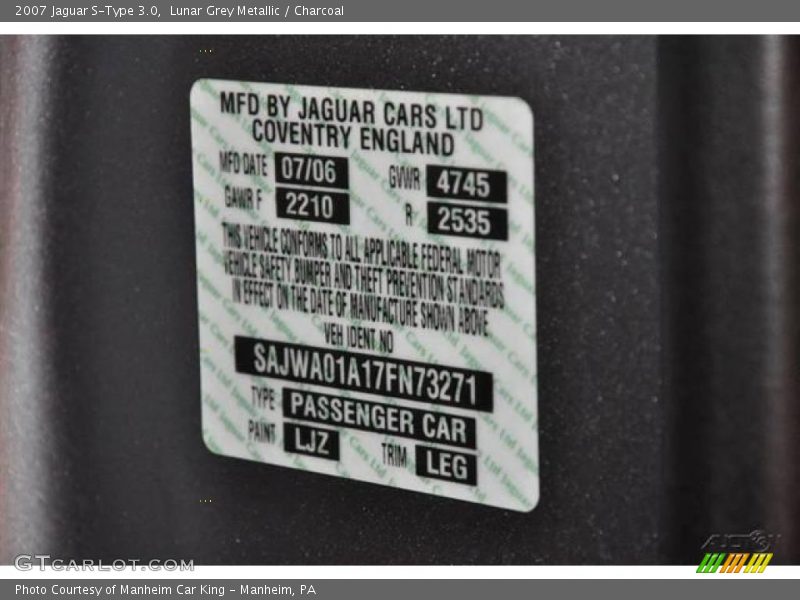 2007 Jaguar S-Type 3.0, Lunar Grey Metallic / Charcoal
MFD BY JAGUAR CARS LTD
COVENTRY ENGLAND
MFD DATE 07/06 GVWR 4745
GAWR F 2210 R 2535
THIS VEHICLE CONFORMS TO ALL APPLICABLE FEDERAL MOTOR
VEHICLE SAFETY BUMPER AND THEFT PREVENTION STANDARDS
IN EFFECT ON THE DATE OF MANUFACTURE SHOWN ABOVE
VEH IDENT NO
SAJWA01A17FN73271
TYPE PASSENGER CAR
PAINT LJZ TRIM LEG
GTcarlot.com
Photo Courtesy of Manheim Car King - Manheim, PA